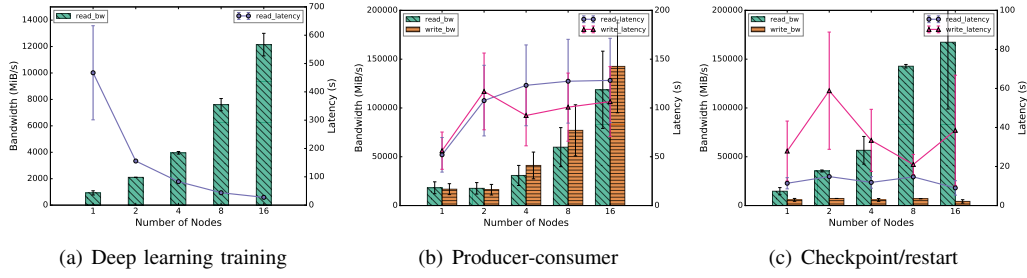 14000
12000
10000
8000
6000
4000
2000
0
Bandwidth (MiB/s)
read_bw
read_latency
700
600
500
400
300
200
100
0
Latency (s)
1 2 4 8 16
Number of Nodes
(a) Deep learning training
200000
150000
100000
50000
0
Bandwidth (MiB/s)
read_bw
write_bw
read_latency
write_latency
200
150
100
50
0
Latency (s)
1 2 4 8 16
Number of Nodes
(b) Producer-consumer
200000
150000
100000
50000
0
Bandwidth (MiB/s)
read_bw
write_bw
read_latency
write_latency
100
80
60
40
20
0
Latency (s)
1 2 4 8 16
Number of Nodes
(c) Checkpoint/restart